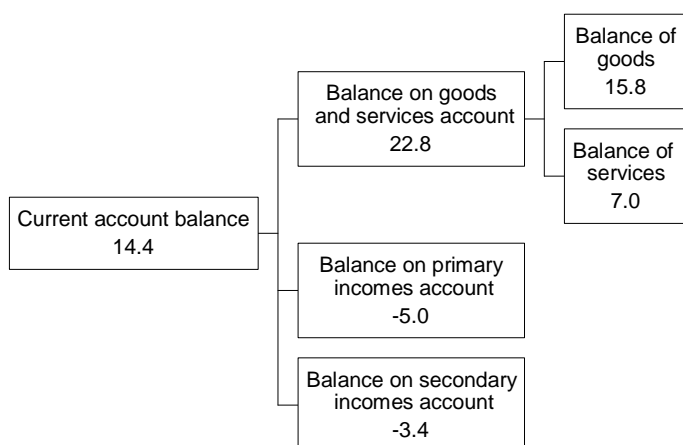 Balance of
goods
15.8
Balance on goods
and services account
22.8
Balance of
services
7.0
Current account balance
14.4
Balance on primary
incomes account
-5.0
Balance on secondary
incomes account
-3.4